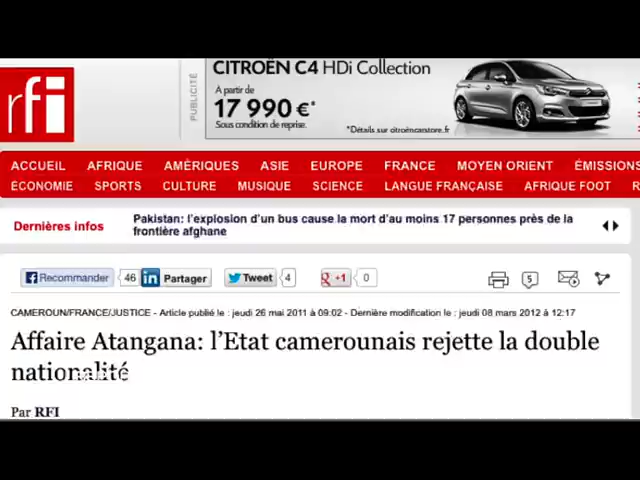 CITROËN C4 HDi Collection
À partir de
17 990 €*
Sous condition de reprise.
*Détails sur citroëncarstore.fr
PUBLICITÉ
rfi
ACCUEIL AFRIQUE AMÉRIQUES ASIE EUROPE FRANCE MOYEN ORIENT ÉMISSIONS
ÉCONOMIE SPORTS CULTURE MUSIQUE SCIENCE LANGUE FRANÇAISE AFRIQUE FOOT R
Dernières infos
Pakistan: l'explosion d'un bus cause la mort d'au moins 17 personnes près de la
frontière afghane
Recommander 46 Partager Tweet 4 +1 0 5
CAMEROUN/FRANCE/JUSTICE - Article publié le : jeudi 26 mai 2011 à 09:02 - Dernière modification le : jeudi 08 mars 2012 à 12:17
Affaire Atangana: l'Etat camerounais rejette la double
nationalité
Par RFI